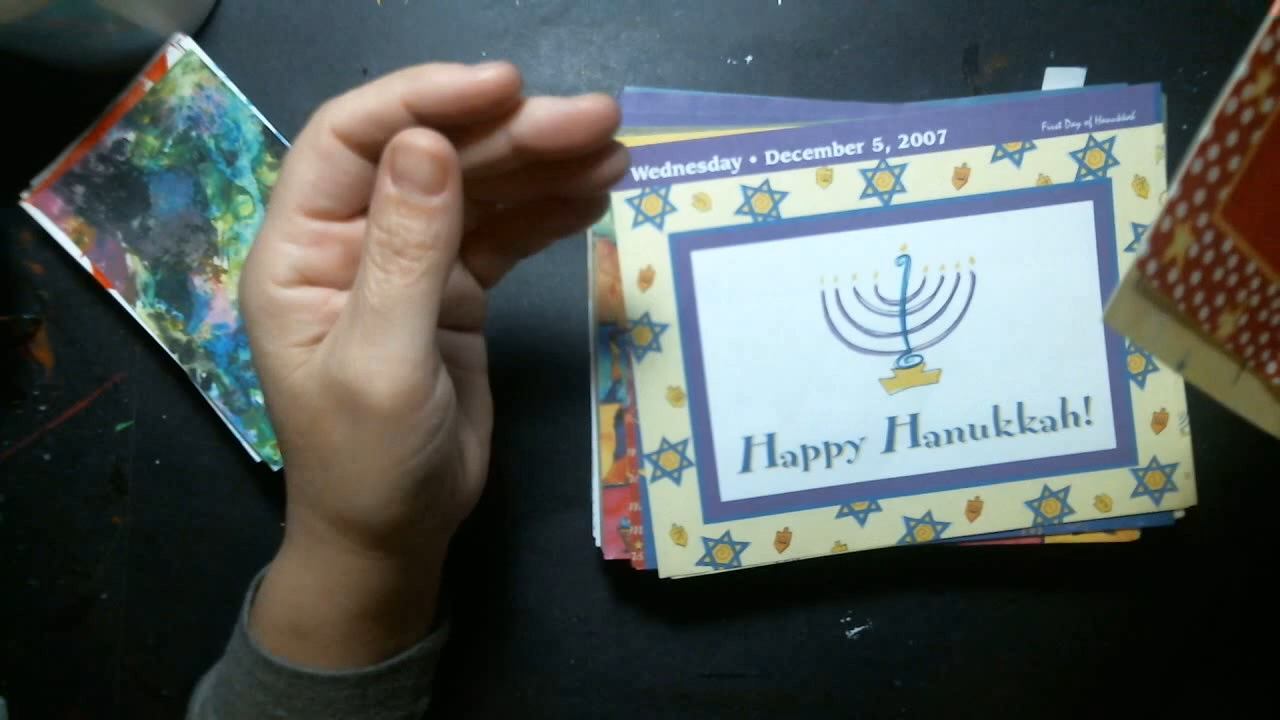 Wednesday • December 5, 2007
First Day of Hanukkah
Happy Hanukkah!